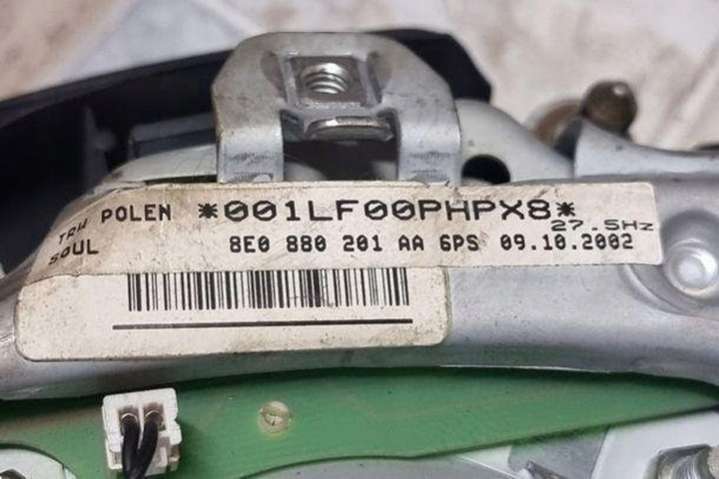 TRW POLEN *001LF00PHPX8*
27.5Hz
SOUL 8E0 880 201 AA 6PS 09.10.2002